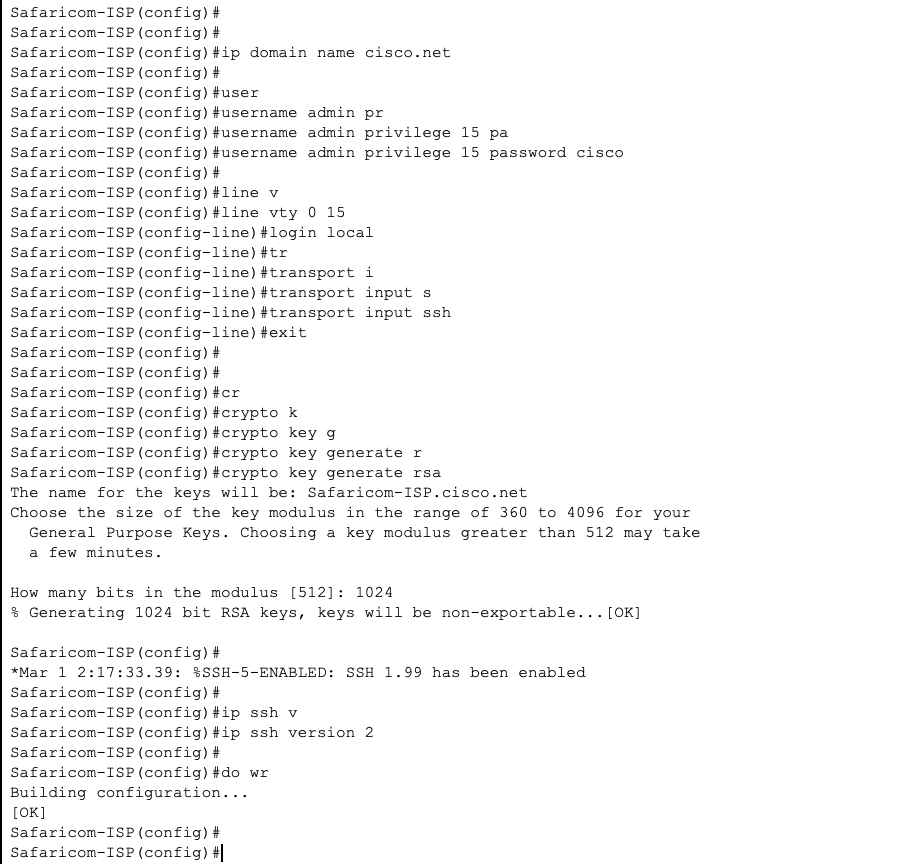 Safaricom-ISP(config)#
Safaricom-ISP(config)#
Safaricom-ISP(config)#ip domain name cisco.net
Safaricom-ISP(config)#
Safaricom-ISP(config)#user
Safaricom-ISP(config)#username admin pr
Safaricom-ISP(config)#username admin privilege 15 pa
Safaricom-ISP(config)#username admin privilege 15 password cisco
Safaricom-ISP(config)#
Safaricom-ISP(config)#line v
Safaricom-ISP(config)#line vty 0 15
Safaricom-ISP(config-line)#login local
Safaricom-ISP(config-line)#tr
Safaricom-ISP(config-line)#transport i
Safaricom-ISP(config-line)#transport input s
Safaricom-ISP(config-line)#transport input ssh
Safaricom-ISP(config-line)#exit
Safaricom-ISP(config)#
Safaricom-ISP(config)#
Safaricom-ISP(config)#cr
Safaricom-ISP(config)#crypto k
Safaricom-ISP(config)#crypto key g
Safaricom-ISP(config)#crypto key generate r
Safaricom-ISP(config)#crypto key generate rsa
The name for the keys will be: Safaricom-ISP.cisco.net
Choose the size of the key modulus in the range of 360 to 4096 for your
  General Purpose Keys. Choosing a key modulus greater than 512 may take
  a few minutes.

How many bits in the modulus [512]: 1024
% Generating 1024 bit RSA keys, keys will be non-exportable...[OK]

Safaricom-ISP(config)#
*Mar 1 2:17:33.39: %SSH-5-ENABLED: SSH 1.99 has been enabled
Safaricom-ISP(config)#
Safaricom-ISP(config)#ip ssh v
Safaricom-ISP(config)#ip ssh version 2
Safaricom-ISP(config)#
Safaricom-ISP(config)#do wr
Building configuration...
[OK]
Safaricom-ISP(config)#
Safaricom-ISP(config)#